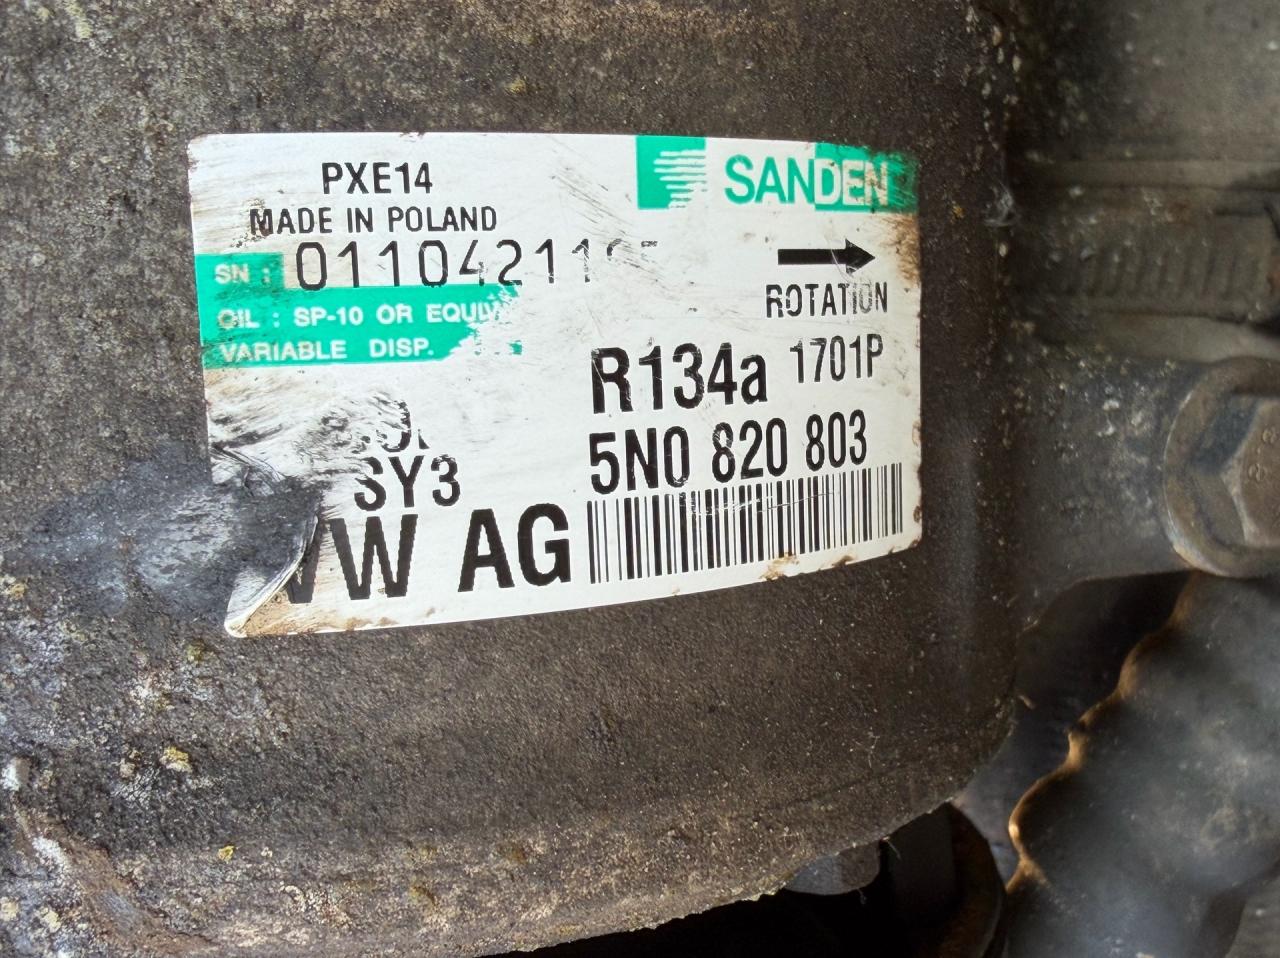 PXE14
SANDEN
MADE IN POLAND
SN :
ROTATION
OIL : SP-10 OR
VARIABLE DISP.
R134a 1701P
5N0 820 803
SY3
VW AG